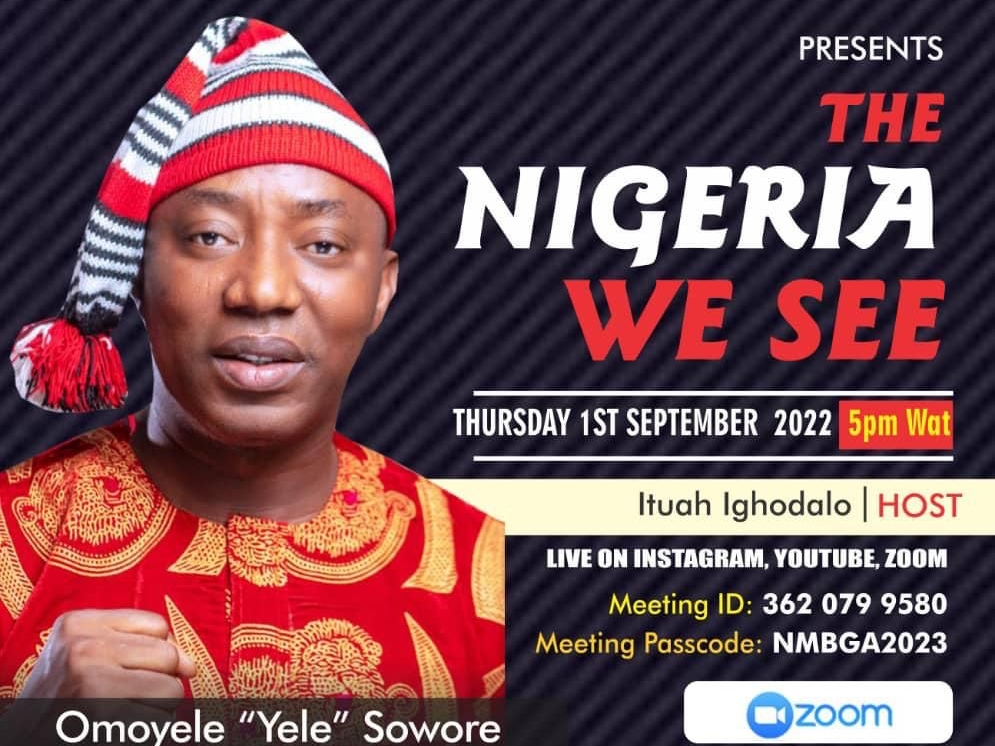 PRESENTS
THE
NIGERIA
WE SEE
THURSDAY 1ST SEPTEMBER 2022 5pm Wat
Ituah Ighodalo | HOST
LIVE ON INSTAGRAM, YOUTUBE, ZOOM
Meeting ID: 362 079 9580
Meeting Passcode: NMBGA2023
zoom
Omoyele “Yele” Sowore